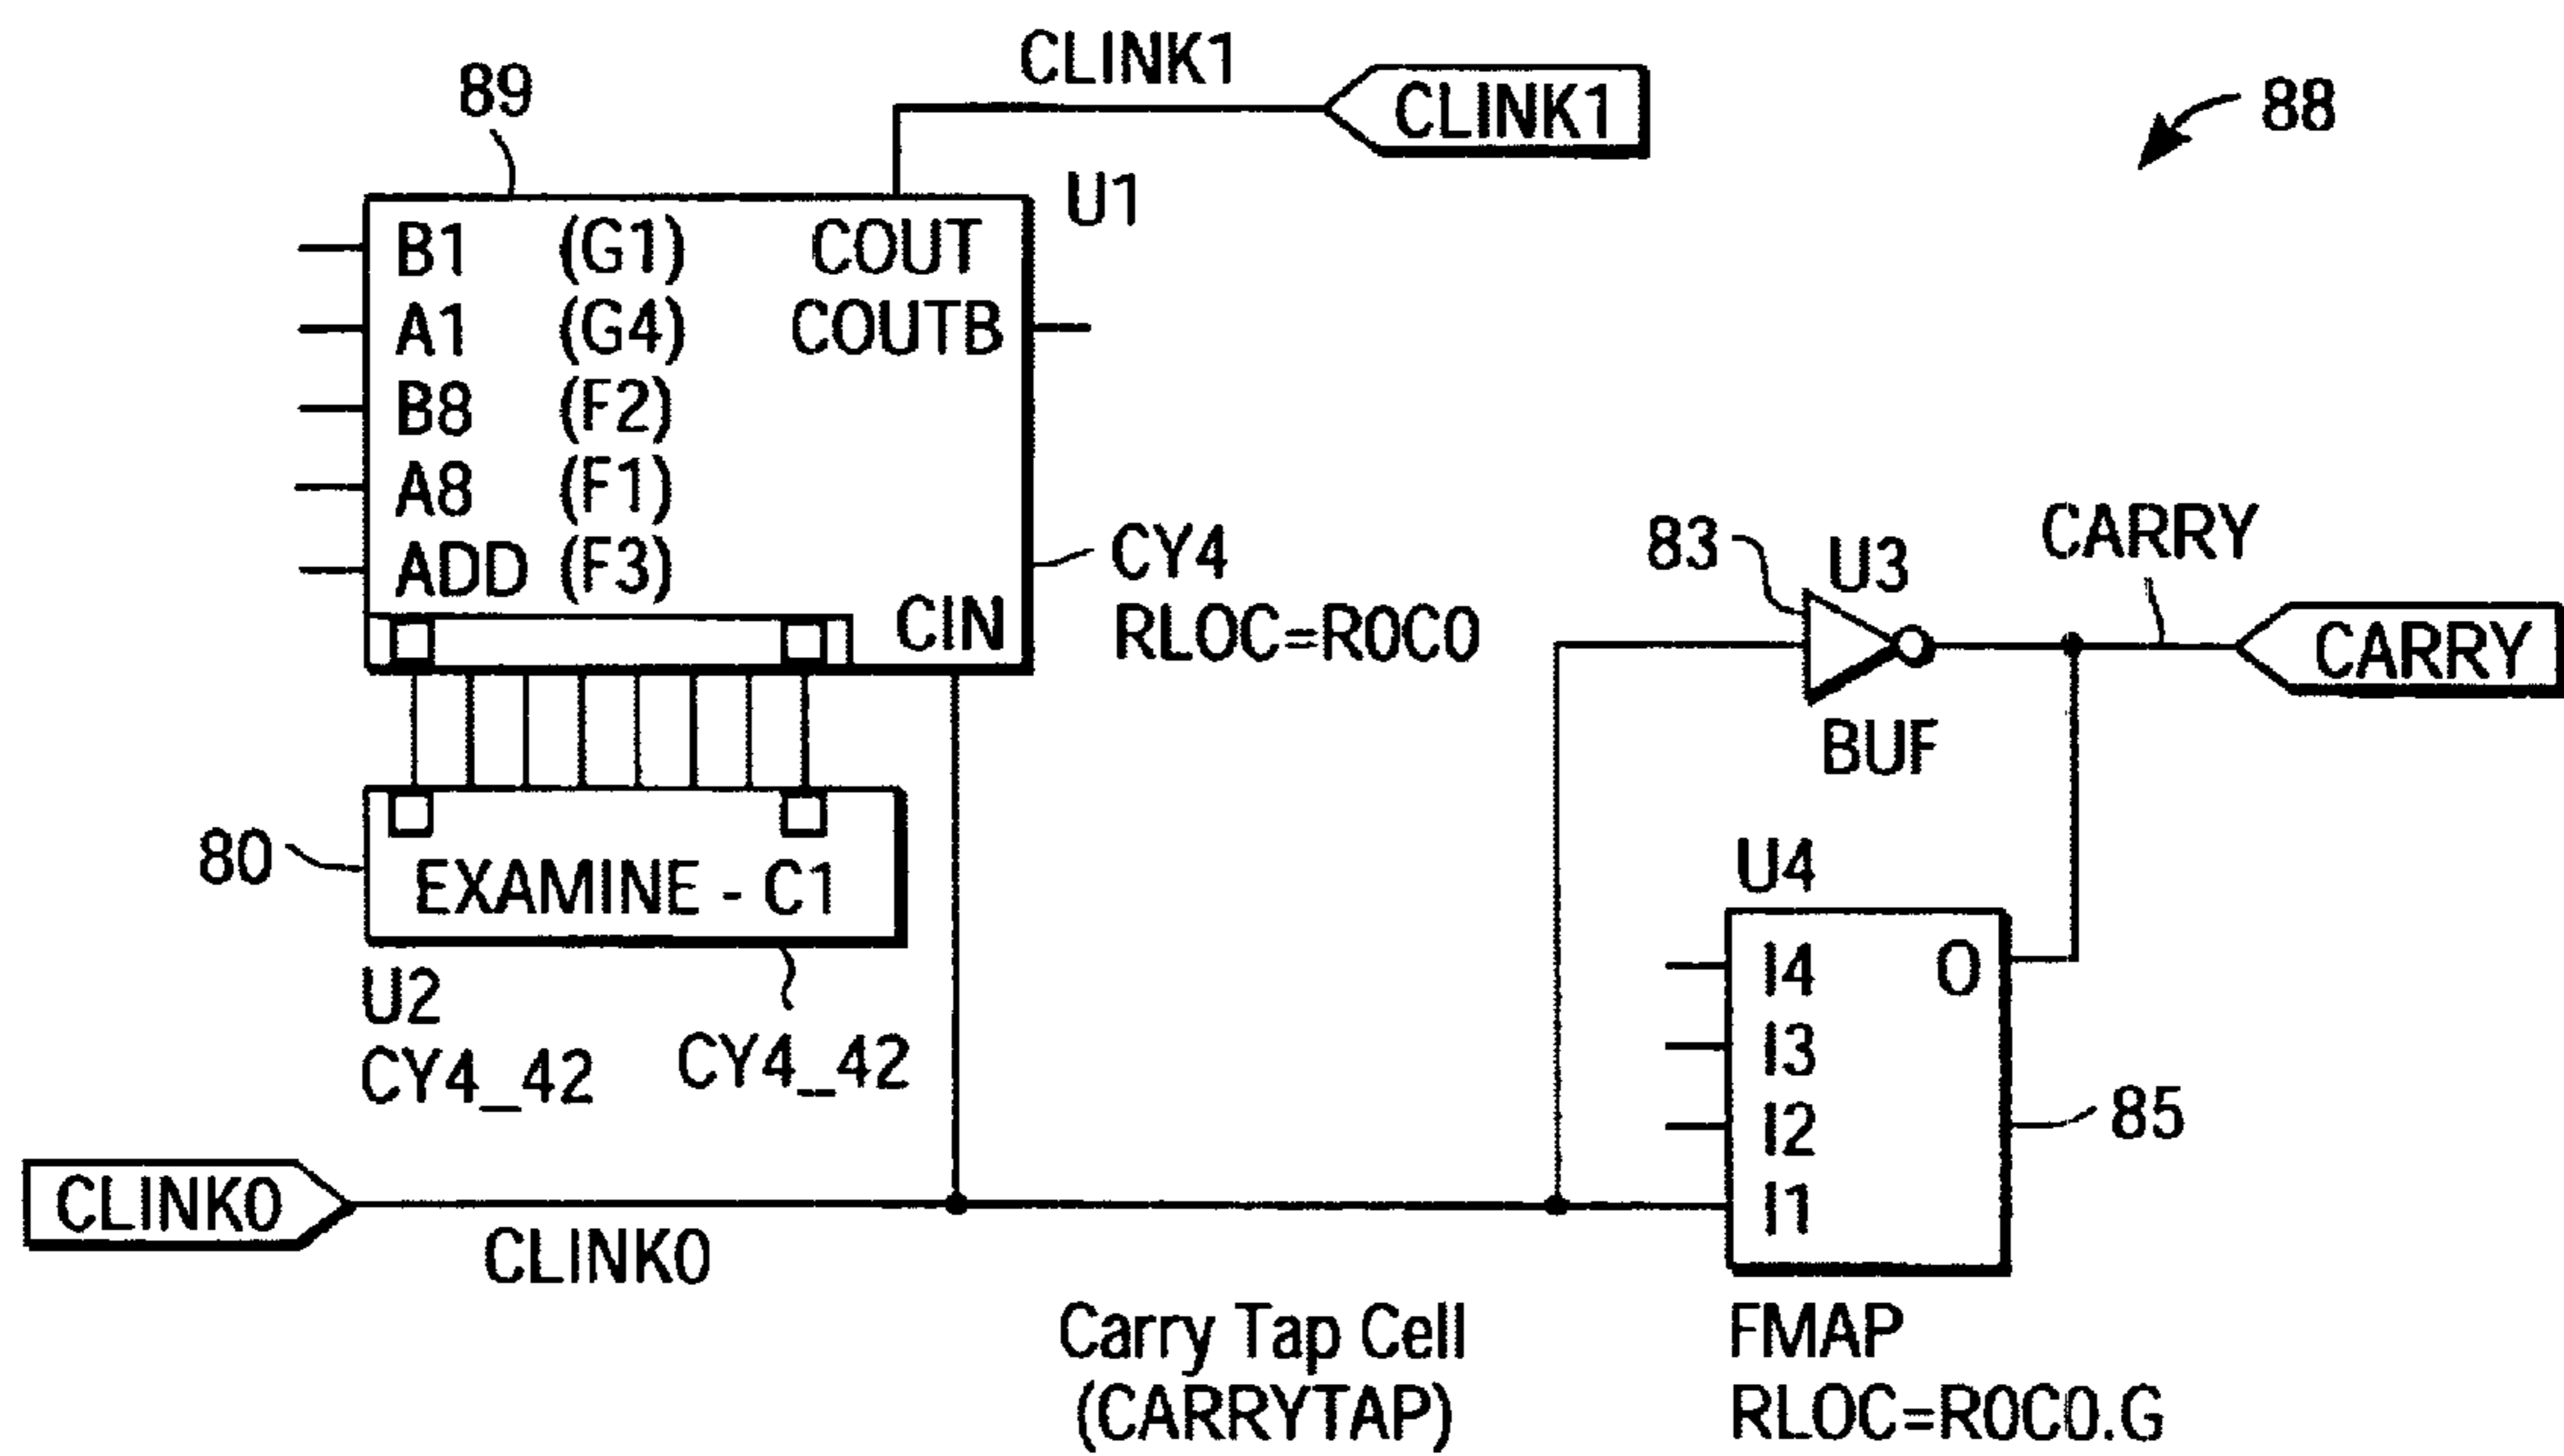 CLINK1
CLINK1
88
89
U1
B1 (G1) COUT
A1 (G4) COUTB
B8 (F2)
A8 (F1)
ADD (F3)
CIN
CY4
RLOC=R0C0
83
U3
CARRY
CARRY
BUF
80
EXAMINE - C1
U2
CY4_42
CY4_42
U4
I4 O
I3
I2
I1
85
CLINK0
CLINK0
Carry Tap Cell
(CARRYTAP)
FMAP
RLOC=R0C0.G